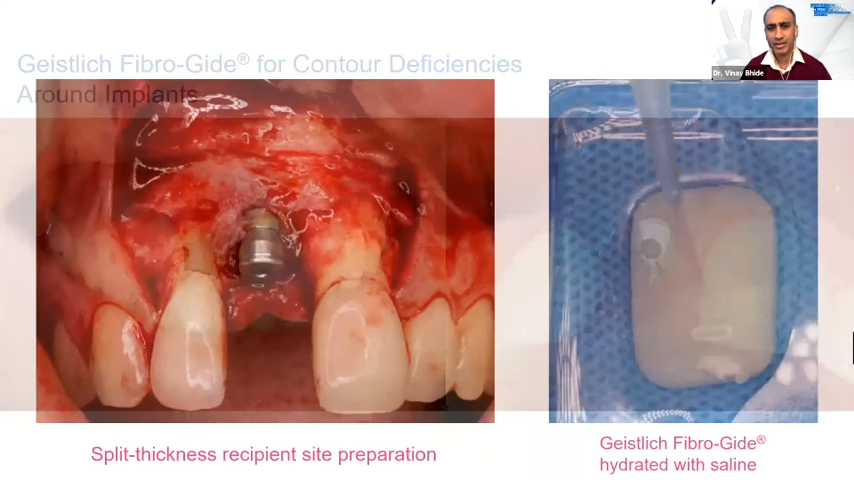 Geistlich Fibro-Gide® for Contour Deficiencies
Around Implants
Dr. Vinay Bhide
Split-thickness recipient site preparation
Geistlich Fibro-Gide®
hydrated with saline